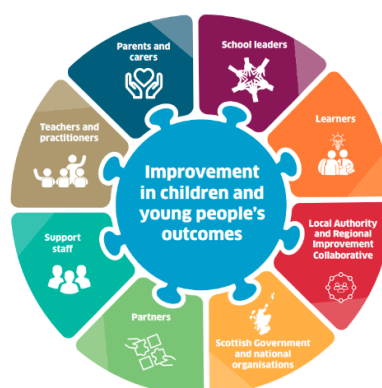 Improvement
in children and
young people's
outcomes
Parents and
carers
School leaders
Learners
Local Authority
and Regional
Improvement
Collaborative
Scottish Government
and national
organisations
Partners
Support
staff
Teachers and
practitioners